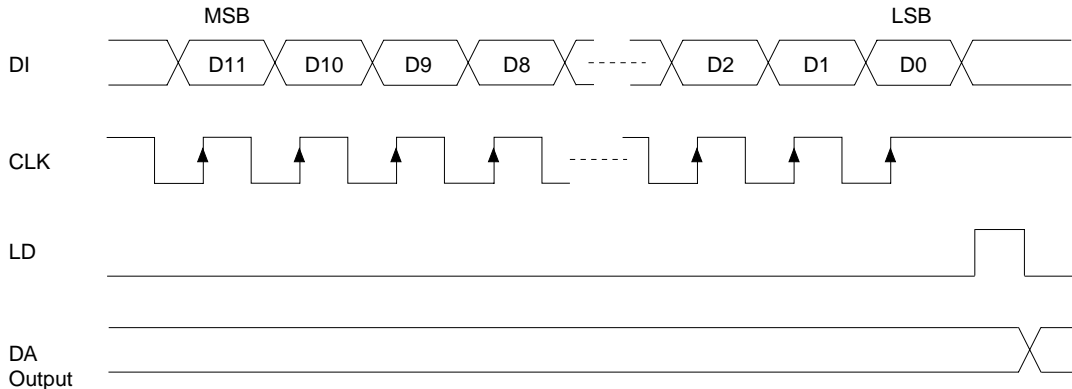 MSB LSB
DI D11 D10 D9 D8 D2 D1 D0
CLK
LD
DA
Output